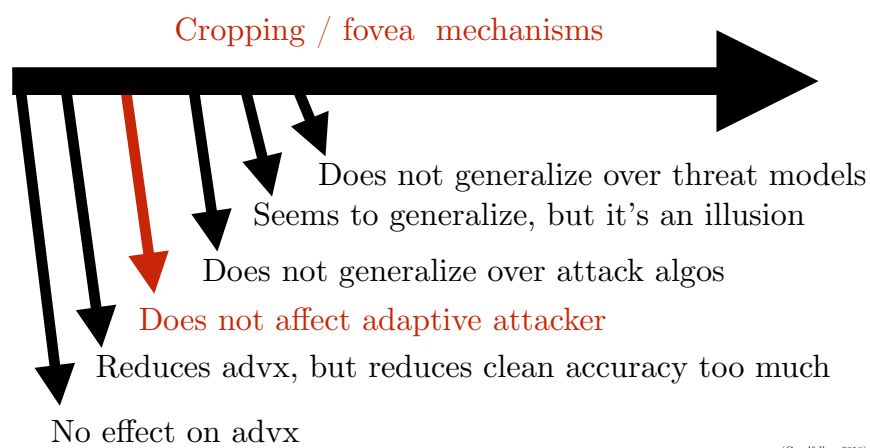 Cropping / fovea mechanisms
Does not generalize over threat models
Seems to generalize, but it's an illusion
Does not generalize over attack algos
Does not affect adaptive attacker
Reduces advx, but reduces clean accuracy too much
No effect on advx